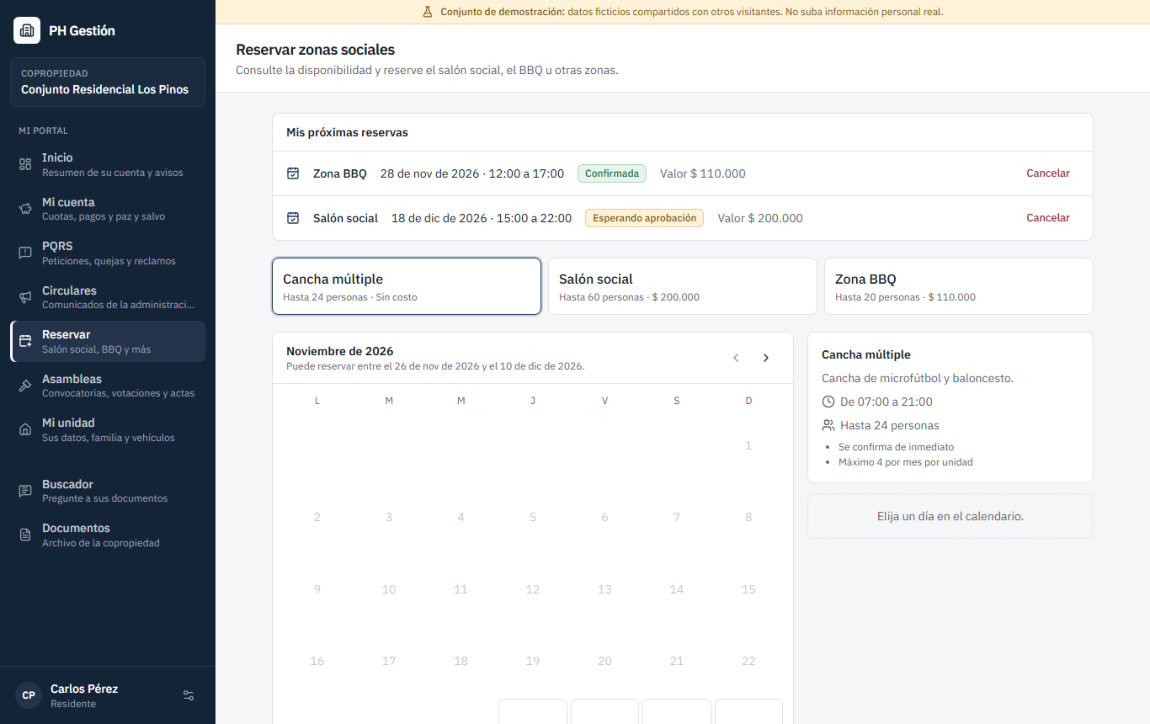 PH Gestión
COPROPIEDAD
Conjunto Residencial Los Pinos
MI PORTAL
Inicio
Resumen de su cuenta y avisos
Mi cuenta
Cuotas, pagos y paz y salvo
PQRS
Peticiones, quejas y reclamos
Circulares
Comunicados de la administraci...
Reservar
Salón social, BBQ y más
Asambleas
Convocatorias, votaciones y actas
Mi unidad
Sus datos, familia y vehículos
Buscador
Pregunte a sus documentos
Documentos
Archivo de la copropiedad
CP
Carlos Pérez
Residente
Conjunto de demostración: datos ficticios compartidos con otros visitantes. No suba información personal real.
Reservar zonas sociales
Consulte la disponibilidad y reserve el salón social, el BBQ u otras zonas.
Mis próximas reservas
Zona BBQ 28 de nov de 2026 · 12:00 a 17:00 Confirmada Valor $ 110.000 Cancelar
Salón social 18 de dic de 2026 · 15:00 a 22:00 Esperando aprobación Valor $ 200.000 Cancelar
Cancha múltiple
Hasta 24 personas · Sin costo
Salón social
Hasta 60 personas · $ 200.000
Zona BBQ
Hasta 20 personas · $ 110.000
Noviembre de 2026
Puede reservar entre el 26 de nov de 2026 y el 10 de dic de 2026.
L M M J V S D
1
2 3 4 5 6 7 8
9 10 11 12 13 14 15
16 17 18 19 20 21 22
Cancha múltiple
Cancha de microfútbol y baloncesto.
De 07:00 a 21:00
Hasta 24 personas
• Se confirma de inmediato
• Máximo 4 por mes por unidad
Elija un día en el calendario.